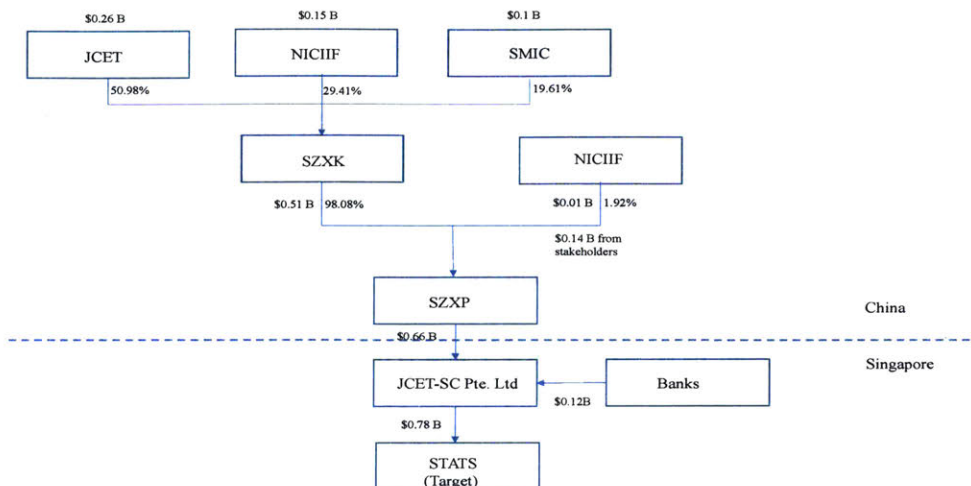 $0.26 B
$0.15 B
$0.1 B
JCET
NICIIF
SMIC
50.98%
29.41%
19.61%
SZXK
NICIIF
$0.51 B
98.08%
$0.01 B
1.92%
$0.14 B from
stakeholders
SZXP
China
$0.66 B
Singapore
JCET-SC Pte. Ltd
Banks
$0.12B
$0.78 B
STATS
(Target)